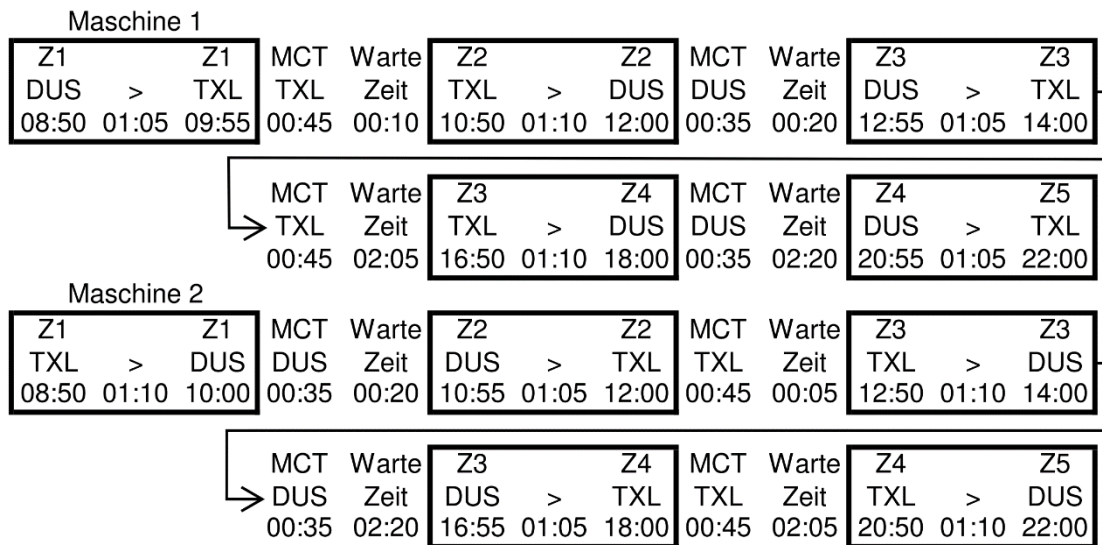 Maschine 1
Z1 Z1 MCT Warte Z2 Z2 MCT Warte Z3 Z3
DUS > TXL TXL Zeit TXL > DUS DUS Zeit DUS > TXL
08:50 01:05 09:55 00:45 00:10 10:50 01:10 12:00 00:35 00:20 12:55 01:05 14:00
MCT Warte Z3 Z4 MCT Warte Z4 Z5
TXL Zeit TXL > DUS DUS Zeit DUS > TXL
00:45 02:05 16:50 01:10 18:00 00:35 02:20 20:55 01:05 22:00
Maschine 2
Z1 Z1 MCT Warte Z2 Z2 MCT Warte Z3 Z3
TXL > DUS DUS Zeit DUS > TXL TXL Zeit TXL > DUS
08:50 01:10 10:00 00:35 00:20 10:55 01:05 12:00 00:45 00:05 12:50 01:10 14:00
MCT Warte Z3 Z4 MCT Warte Z4 Z5
DUS Zeit DUS > TXL TXL Zeit TXL > DUS
00:35 02:20 16:55 01:05 18:00 00:45 02:05 20:50 01:10 22:00